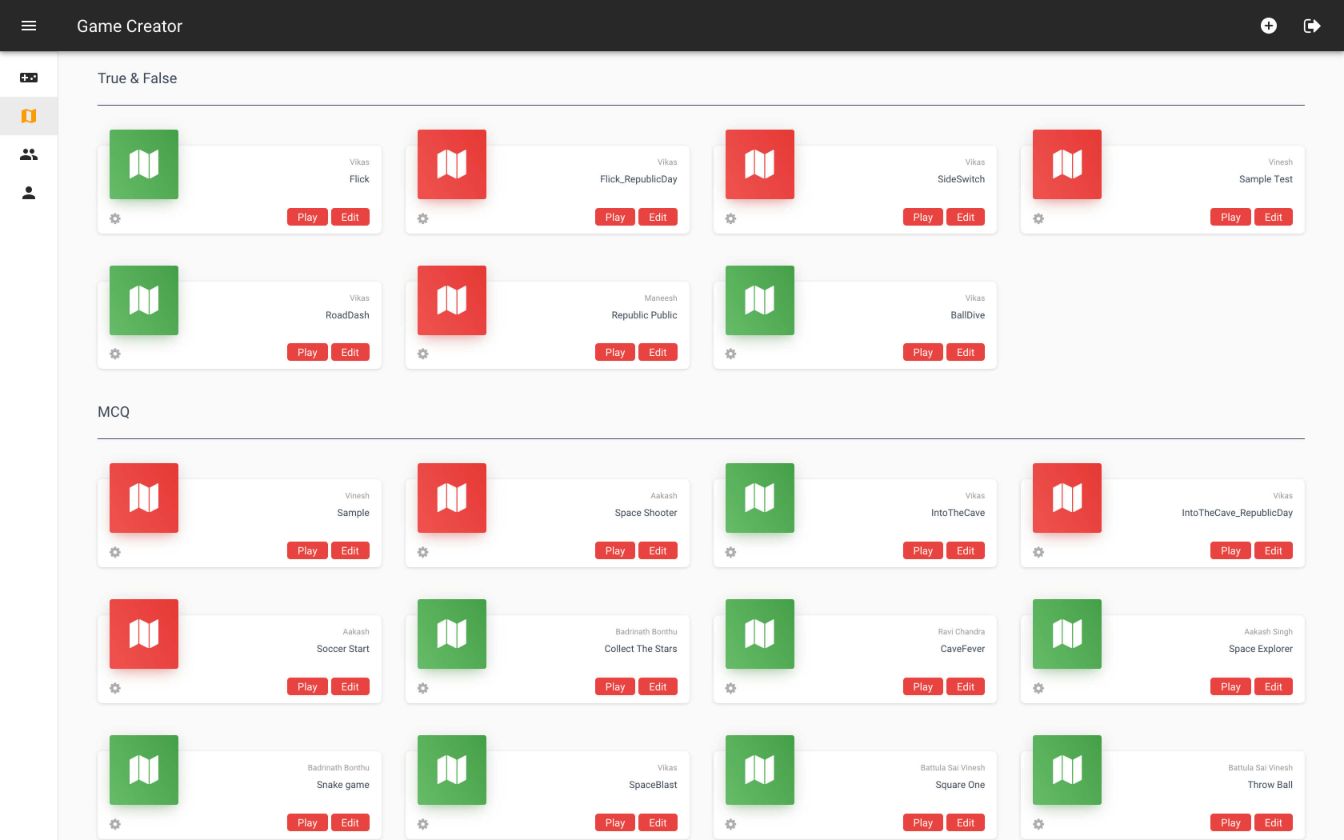 Game Creator
True & False
Vikas
Flick
Play Edit
Vikas
Flick_RepublicDay
Play Edit
Vikas
SideSwitch
Play Edit
Vinesh
Sample Test
Play Edit
Vikas
RoadDash
Play Edit
Maneesh
Republic Public
Play Edit
Vikas
BallDive
Play Edit
MCQ
Vinesh
Sample
Play Edit
Aakash
Space Shooter
Play Edit
Vikas
IntoTheCave
Play Edit
Vikas
IntoTheCave_RepublicDay
Play Edit
Aakash
Soccer Start
Play Edit
Badrinath Bonthu
Collect The Stars
Play Edit
Ravi Chandra
CaveFever
Play Edit
Aakash Singh
Space Explorer
Play Edit
Badrinath Bonthu
Snake game
Play Edit
Vikas
SpaceBlast
Play Edit
Battula Sai Vinesh
Square One
Play Edit
Battula Sai Vinesh
Throw Ball
Play Edit